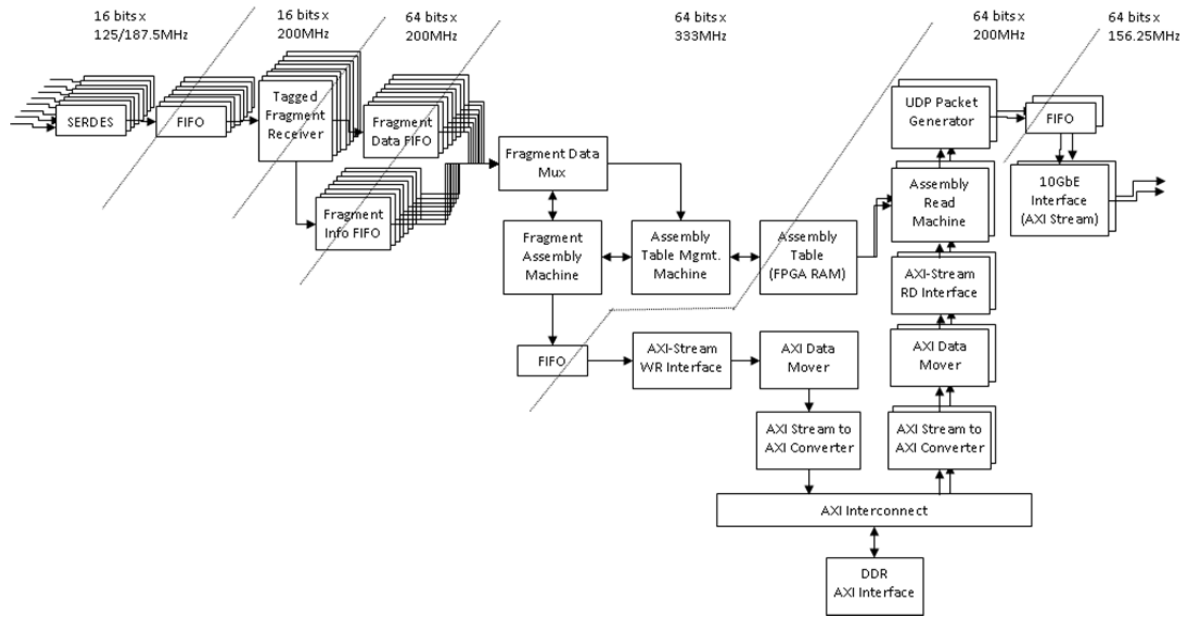 16 bits x
125/187.5MHz
16 bits x
200MHz
64 bits x
200MHz
64 bits x
333MHz
64 bits x
200MHz
64 bits x
156.25MHz
SERDES
FIFO
Tagged
Fragment
Receiver
Fragment
Data FIFO
Fragment
Info FIFO
Fragment Data
Mux
Fragment
Assembly
Machine
Assembly
Table Mgmt.
Machine
Assembly
Table
(FPGA RAM)
UDP Packet
Generator
FIFO
Assembly
Read
Machine
10GbE
Interface
(AXI Stream)
AXI-Stream
RD Interface
FIFO
AXI-Stream
WR Interface
AXI Data
Mover
AXI Data
Mover
AXI Stream to
AXI Converter
AXI Stream to
AXI Converter
AXI Interconnect
DDR
AXI Interface